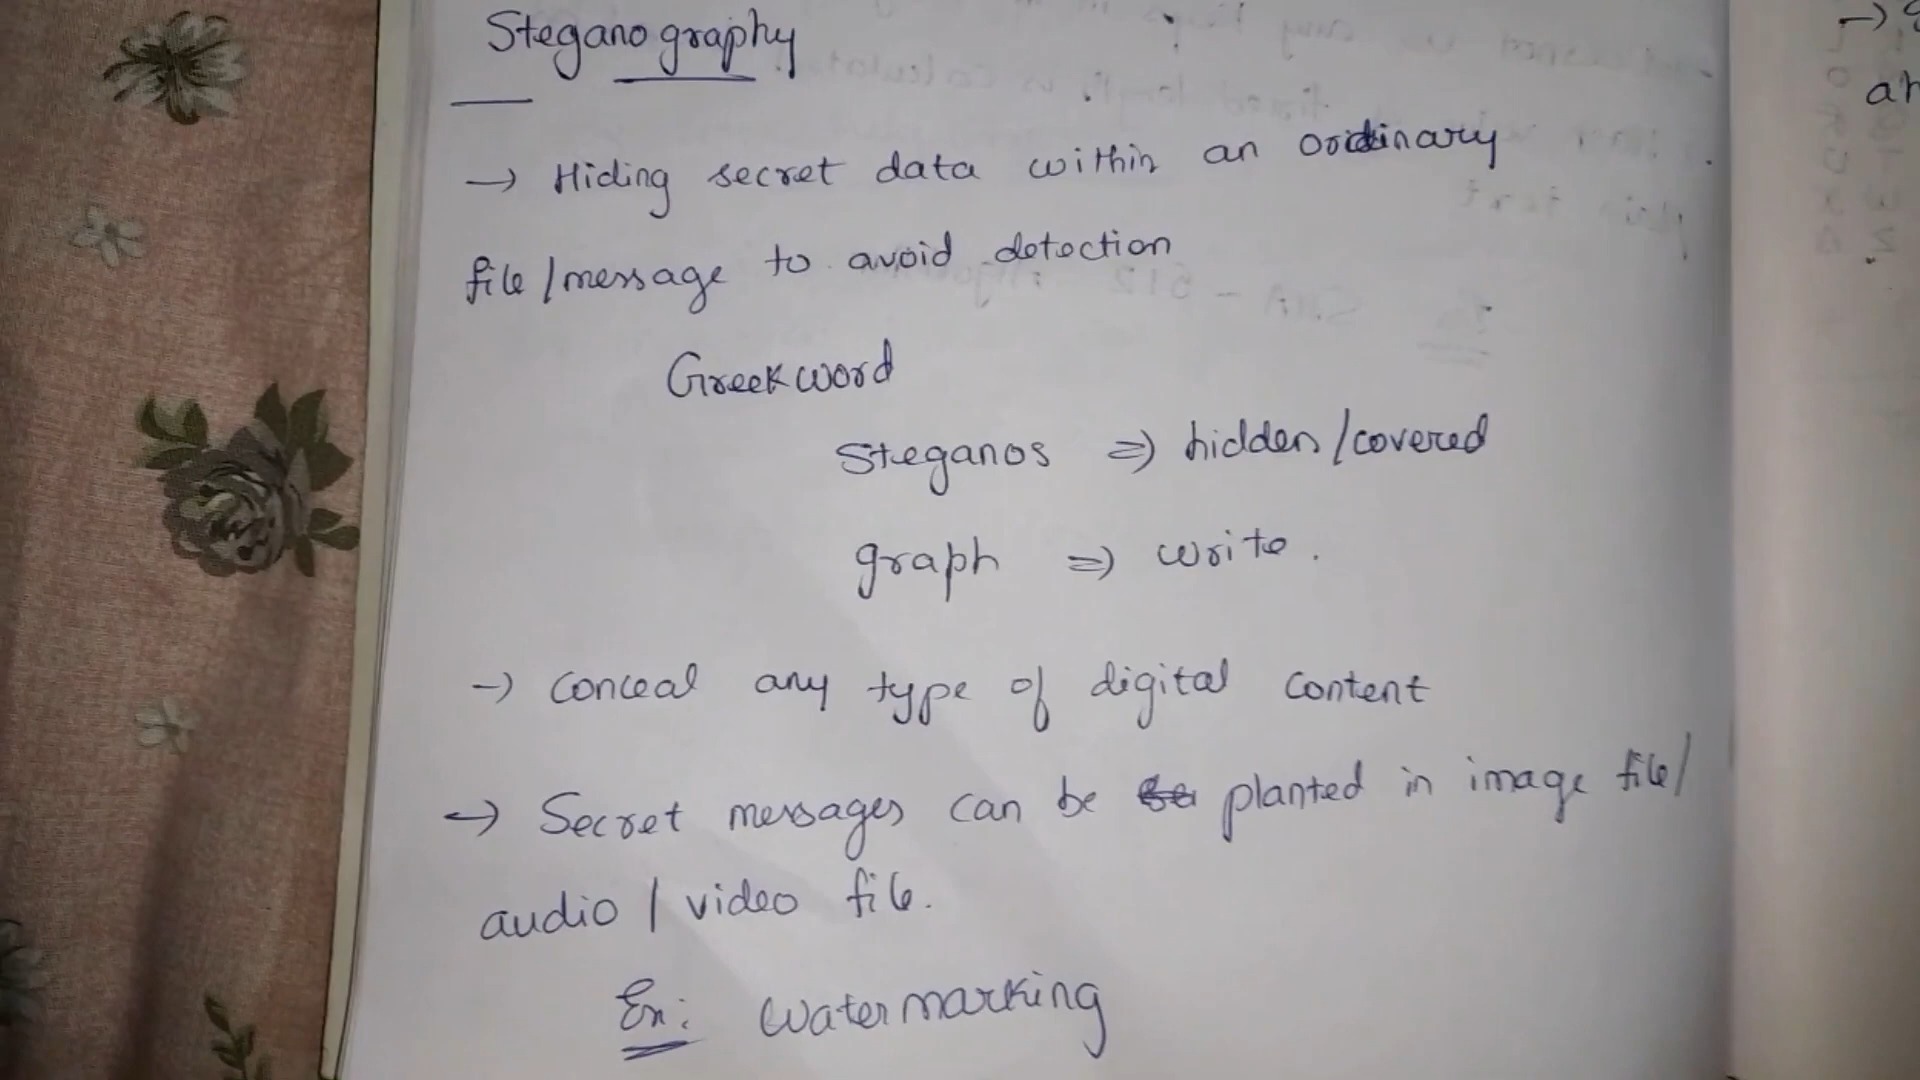 Steganography
→ Hiding secret data within an ordinary
file/message to avoid detection
Greek word
Steganos ⇒ hidden/covered
graph ⇒ write.
→ Conceal any type of digital content
→ Secret messages can be planted in image file/
audio / video file.
Ex: Watermarking